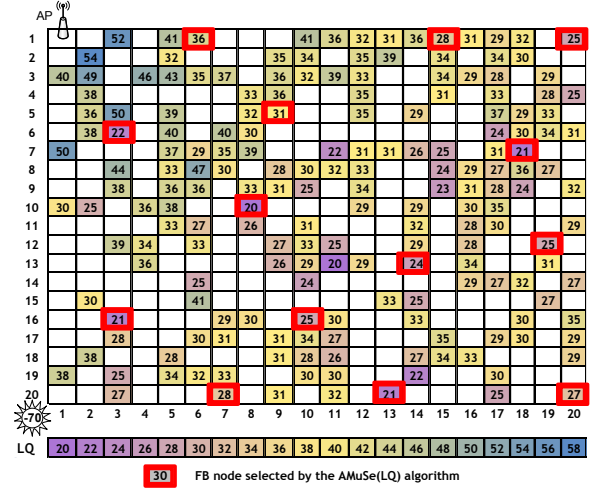 AP
1 52 41 36 41 36 32 31 36 28 31 29 32 25
2 54 32 35 34 35 39 34 34 30
3 40 49 46 43 35 37 36 32 39 33 34 29 28 29
4 38 33 36 35 31 33 28 25
5 36 50 39 32 31 35 29 37 29 33
6 38 22 40 40 30 24 30 34 31
7 50 37 29 35 39 22 31 31 26 25 31 21
8 44 33 47 30 28 30 32 33 24 29 27 36 27
9 38 36 36 33 31 25 34 23 31 28 24 32
10 30 25 36 38 20 29 29 30 35
11 33 27 26 31 32 28 30 29
12 39 34 33 27 33 25 29 28 25
13 36 26 29 20 29 24 34 31
14 25 24 29 27 32 27
15 30 41 33 25 27
16 21 29 30 25 30 33 30 35
17 28 30 31 31 34 27 35 29 30 29
18 38 28 31 28 26 27 34 33 29
19 38 25 34 32 33 30 30 22 30
20 27 28 31 32 21 25 27
-70 1 2 3 4 5 6 7 8 9 10 11 12 13 14 15 16 17 18 19 20
LQ 20 22 24 26 28 30 32 34 36 38 40 42 44 46 48 50 52 54 56 58
30 FB node selected by the AMuSe(LQ) algorithm